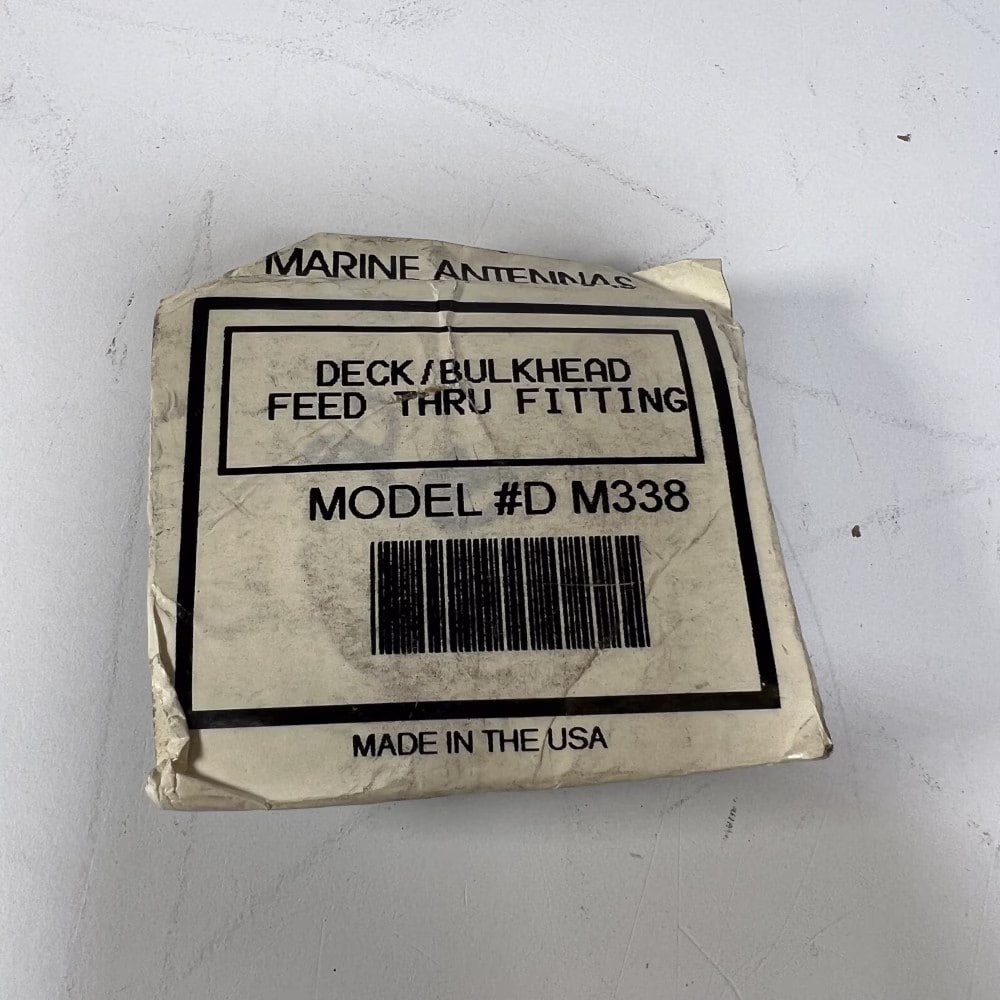 MARINE ANTENNAS
DECK/BULKHEAD
FEED THRU FITTING
MODEL #D M338
MADE IN THE USA